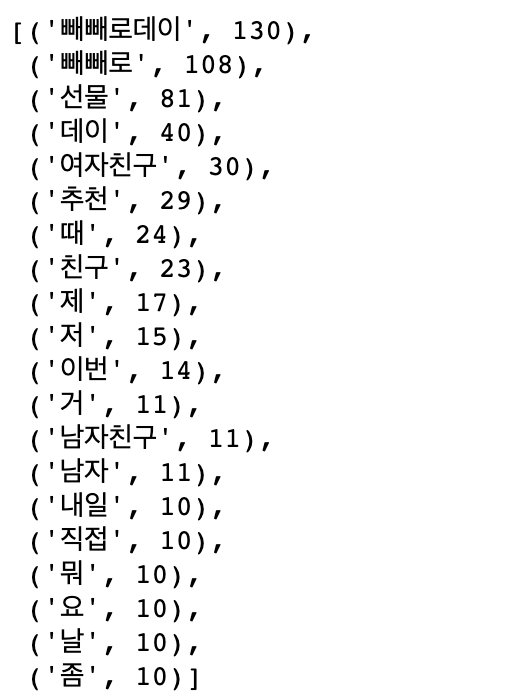 [('빼빼로데이', 130),
('빼빼로', 108),
('선물', 81),
('데이', 40),
('여자친구', 30),
('추천', 29),
('때', 24),
('친구', 23),
('제', 17),
('저', 15),
('이번', 14),
('거', 11),
('남자친구', 11),
('남자', 11),
('내일', 10),
('직접', 10),
('뭐', 10),
('요', 10),
('날', 10),
('좀', 10)]